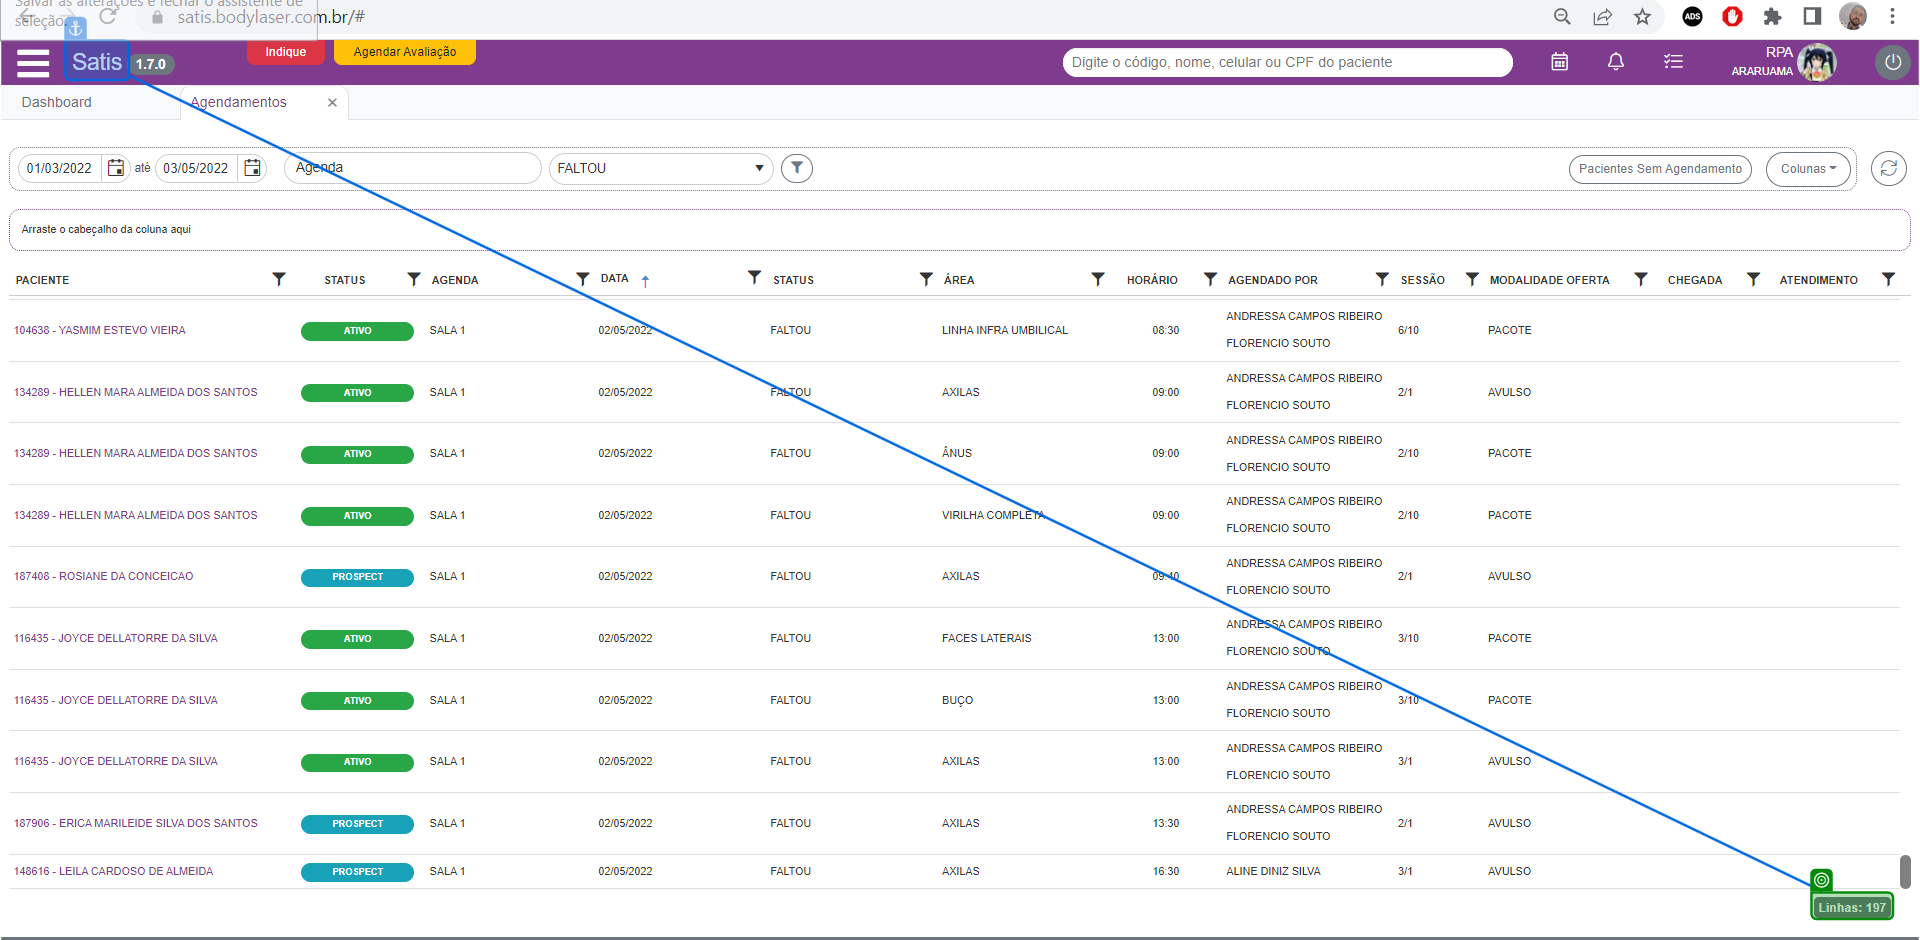 Salvar as alterações e fechar o assistente de
seleção.
satis.bodylaser.com.br/#
ADS
Satis 1.7.0
Indique
Agendar Avaliação
Digite o código, nome, celular ou CPF do paciente
RPA
ARARUAMA
Dashboard
Agendamentos ×
01/03/2022 até 03/05/2022 Agenda FALTOU Pacientes Sem Agendamento Colunas
Arraste o cabeçalho da coluna aqui
PACIENTE STATUS AGENDA DATA STATUS ÁREA HORÁRIO AGENDADO POR SESSÃO MODALIDADE OFERTA CHEGADA ATENDIMENTO
104638 - YASMIM ESTEVO VIEIRA ATIVO SALA 1 02/05/2022 FALTOU LINHA INFRA UMBILICAL 08:30 ANDRESSA CAMPOS RIBEIRO 6/10 PACOTE
FLORENCIO SOUTO
134289 - HELLEN MARA ALMEIDA DOS SANTOS ATIVO SALA 1 02/05/2022 FALTOU AXILAS 09:00 ANDRESSA CAMPOS RIBEIRO 2/1 AVULSO
FLORENCIO SOUTO
134289 - HELLEN MARA ALMEIDA DOS SANTOS ATIVO SALA 1 02/05/2022 FALTOU ÂNUS 09:00 ANDRESSA CAMPOS RIBEIRO 2/10 PACOTE
FLORENCIO SOUTO
134289 - HELLEN MARA ALMEIDA DOS SANTOS ATIVO SALA 1 02/05/2022 FALTOU VIRILHA COMPLETA 09:00 ANDRESSA CAMPOS RIBEIRO 2/10 PACOTE
FLORENCIO SOUTO
187408 - ROSIANE DA CONCEICAO PROSPECT SALA 1 02/05/2022 FALTOU AXILAS 09:40 ANDRESSA CAMPOS RIBEIRO 2/1 AVULSO
FLORENCIO SOUTO
116435 - JOYCE DELLATORRE DA SILVA ATIVO SALA 1 02/05/2022 FALTOU FACES LATERAIS 13:00 ANDRESSA CAMPOS RIBEIRO 3/10 PACOTE
FLORENCIO SOUTO
116435 - JOYCE DELLATORRE DA SILVA ATIVO SALA 1 02/05/2022 FALTOU BUÇO 13:00 ANDRESSA CAMPOS RIBEIRO 3/10 PACOTE
FLORENCIO SOUTO
116435 - JOYCE DELLATORRE DA SILVA ATIVO SALA 1 02/05/2022 FALTOU AXILAS 13:00 ANDRESSA CAMPOS RIBEIRO 3/1 AVULSO
FLORENCIO SOUTO
187906 - ERICA MARILEIDE SILVA DOS SANTOS PROSPECT SALA 1 02/05/2022 FALTOU AXILAS 13:30 ANDRESSA CAMPOS RIBEIRO 2/1 AVULSO
FLORENCIO SOUTO
148616 - LEILA CARDOSO DE ALMEIDA PROSPECT SALA 1 02/05/2022 FALTOU AXILAS 16:30 ALINE DINIZ SILVA 3/1 AVULSO
Linhas: 197